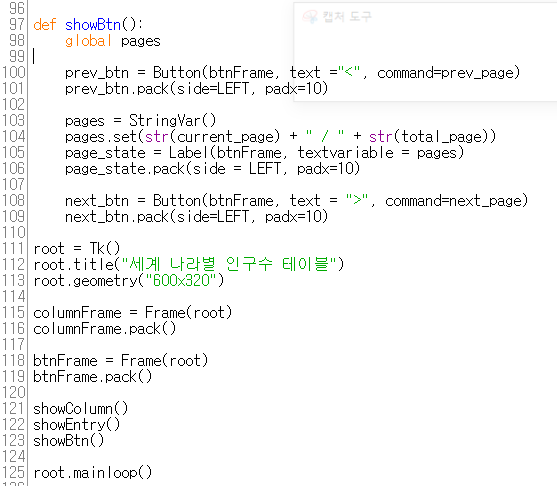 96
97 def showBtn():
캡처 도구
98     global pages
99
100     prev_btn = Button(btnFrame, text ="<", command=prev_page)
101     prev_btn.pack(side=LEFT, padx=10)
102
103     pages = StringVar()
104     pages.set(str(current_page) + " / " + str(total_page))
105     page_state = Label(btnFrame, textvariable = pages)
106     page_state.pack(side = LEFT, padx=10)
107
108     next_btn = Button(btnFrame, text = ">", command=next_page)
109     next_btn.pack(side=LEFT, padx=10)
110
111 root = Tk()
112 root.title("세계 나라별 인구수 테이블")
113 root.geometry("600x320")
114
115 columnFrame = Frame(root)
116 columnFrame.pack()
117
118 btnFrame = Frame(root)
119 btnFrame.pack()
120
121 showColumn()
122 showEntry()
123 showBtn()
124
125 root.mainloop()